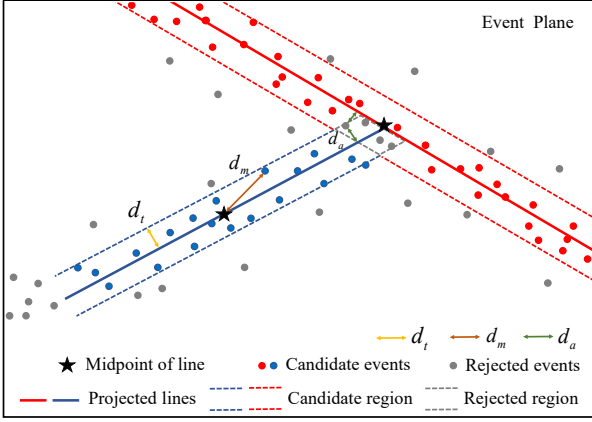 Event Plane
d_a
d_m
d_t
d_t d_m d_a
Midpoint of line Candidate events Rejected events
Projected lines Candidate region Rejected region